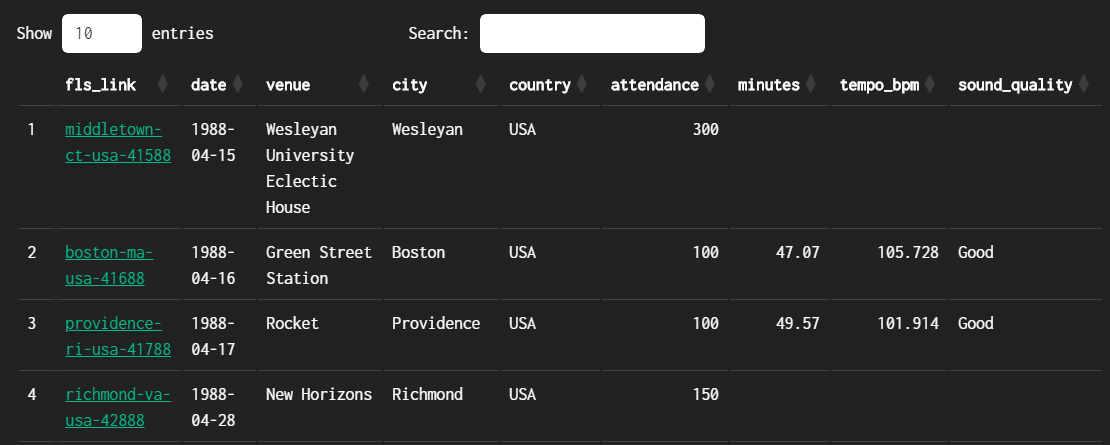 Show 10 entries Search:
fls_link date venue city country attendance minutes tempo_bpm sound_quality
1 middletown- 1988- Wesleyan Wesleyan USA 300
ct-usa-41588 04-15 University
Eclectic
House
2 boston-ma- 1988- Green Street Boston USA 100 47.07 105.728 Good
usa-41688 04-16 Station
3 providence- 1988- Rocket Providence USA 100 49.57 101.914 Good
ri-usa-41788 04-17
4 richmond-va- 1988- New Horizons Richmond USA 150
usa-42888 04-28